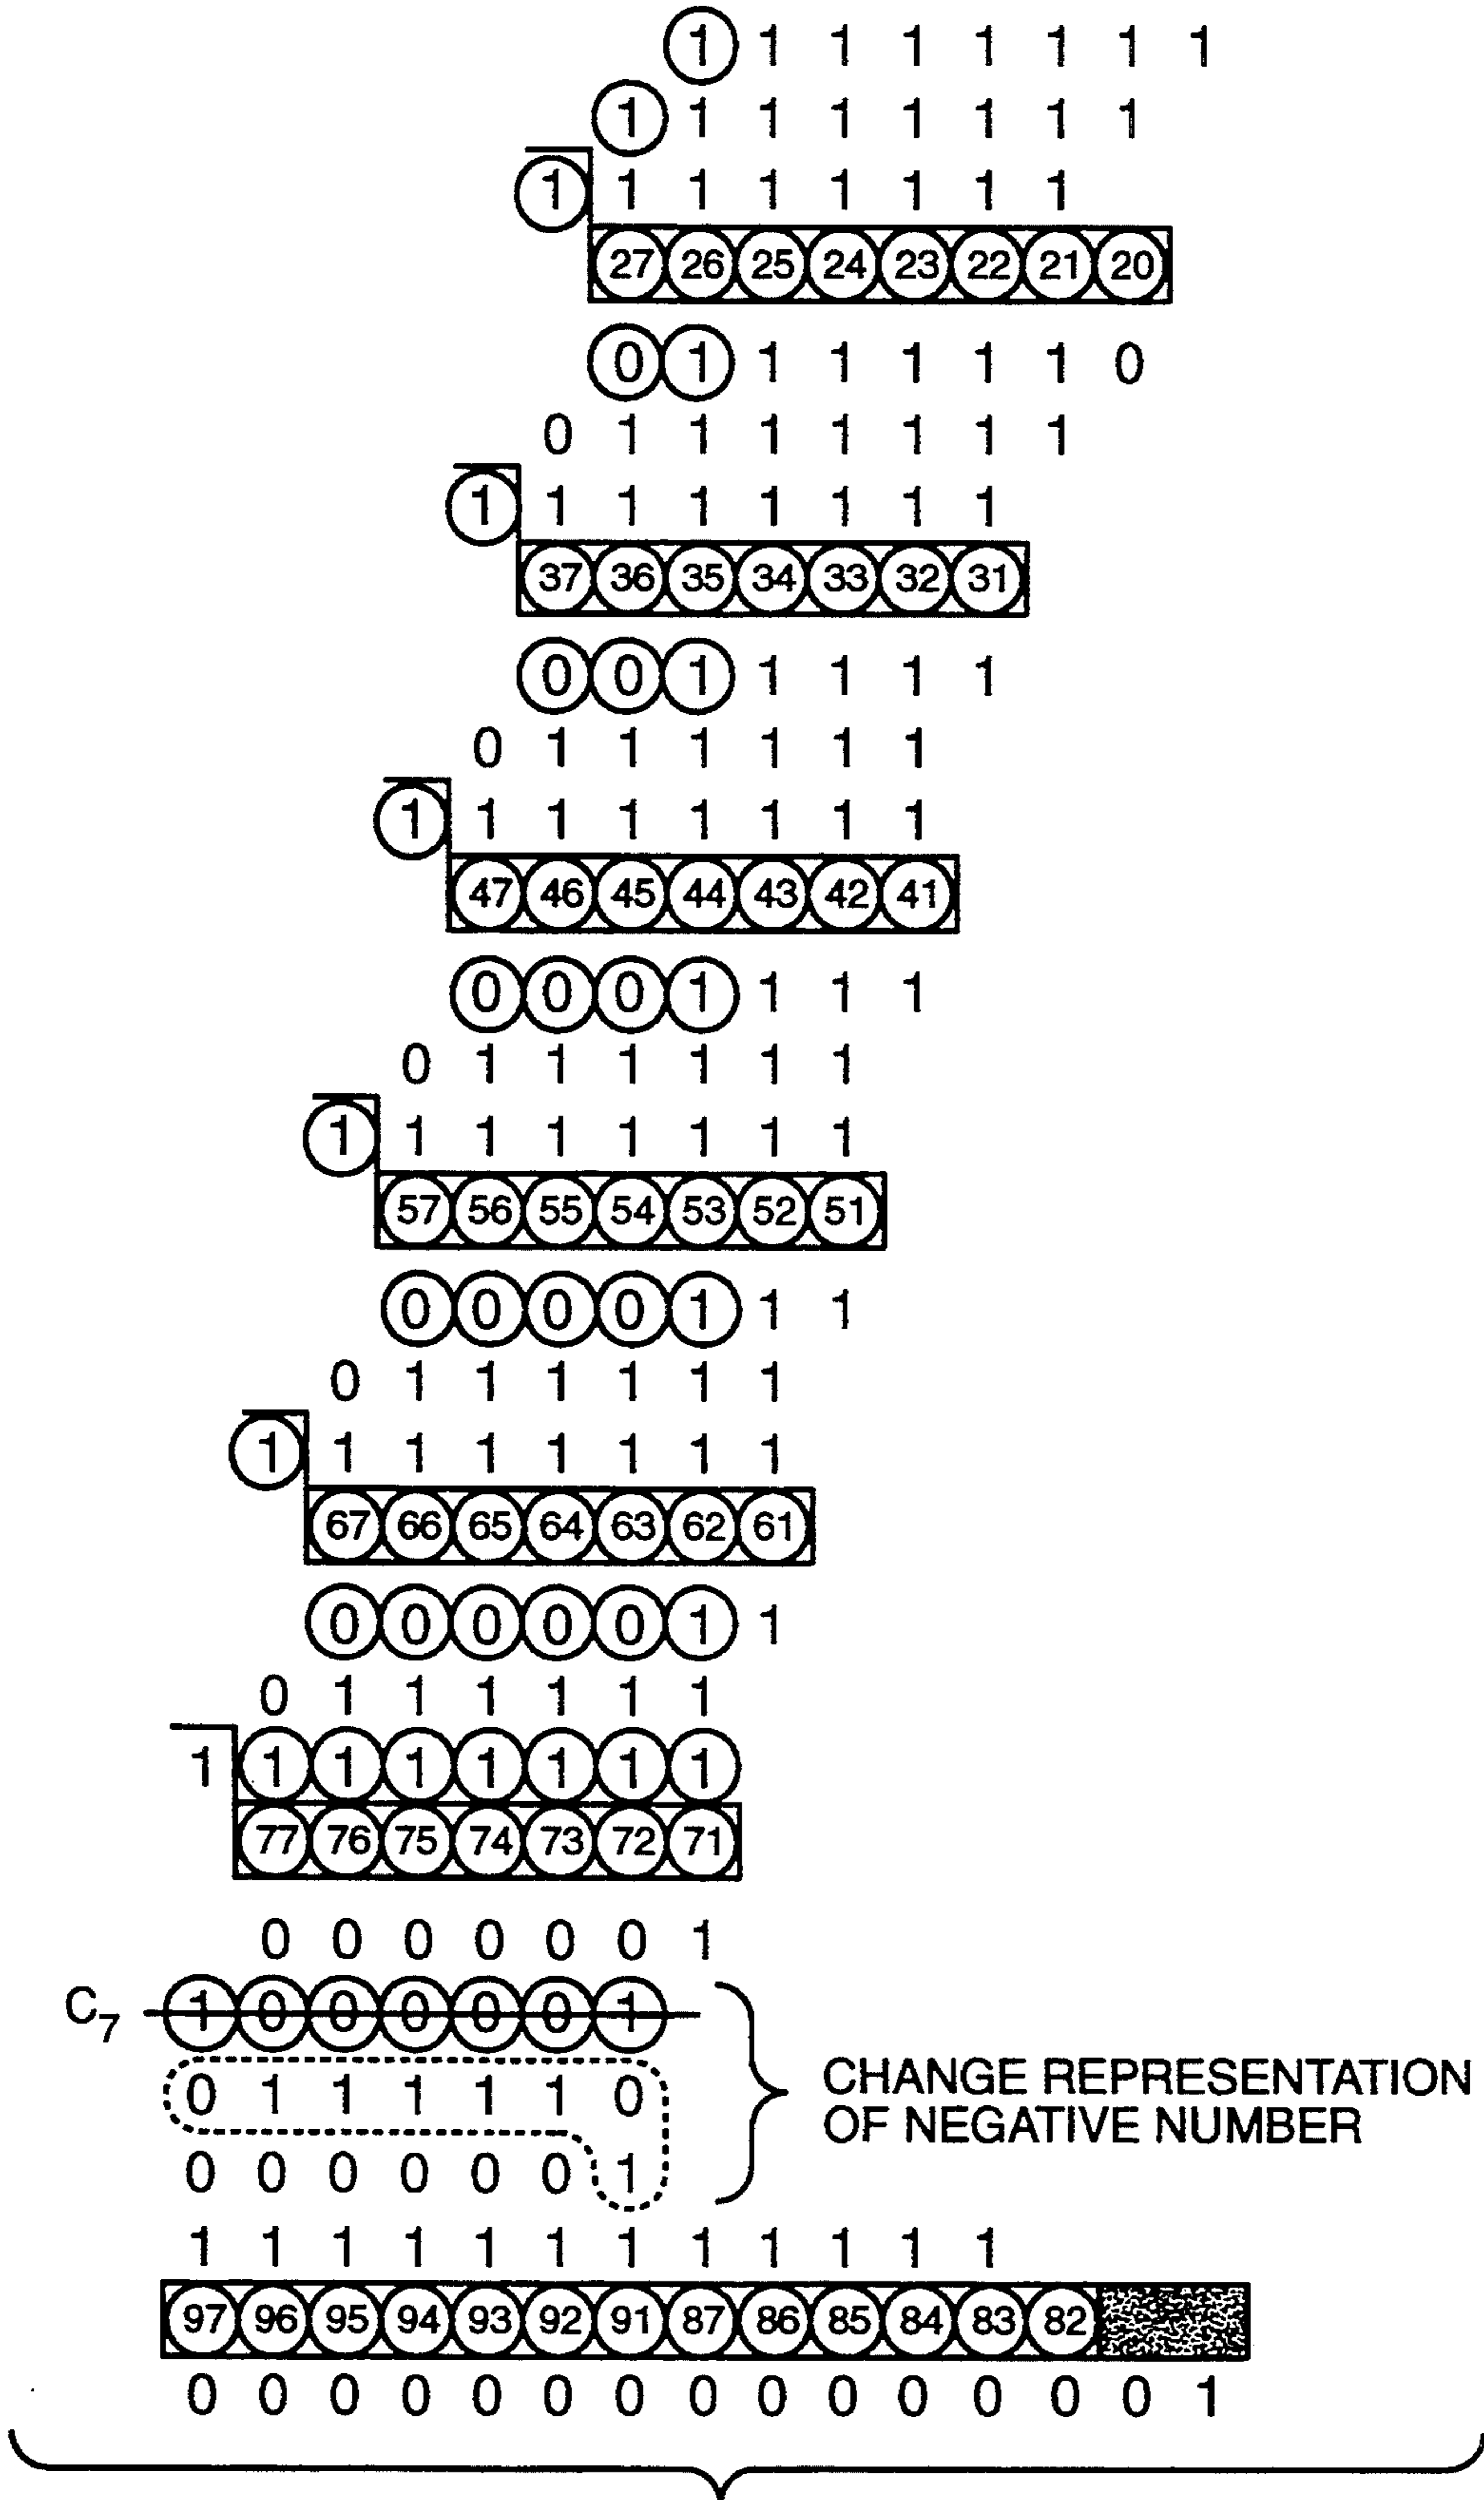 1 1 1 1 1 1 1 1
1 1 1 1 1 1 1 1
1 1 1 1 1 1 1 1
27 26 25 24 23 22 21 20
0 1 1 1 1 1 1 0
0 1 1 1 1 1 1 1
1 1 1 1 1 1 1 1
37 36 35 34 33 32 31
0 0 1 1 1 1 1
0 1 1 1 1 1 1
1 1 1 1 1 1 1 1
47 46 45 44 43 42 41
0 0 0 1 1 1 1
0 1 1 1 1 1 1
1 1 1 1 1 1 1 1
57 56 55 54 53 52 51
0 0 0 0 1 1 1
0 1 1 1 1 1 1
1 1 1 1 1 1 1 1
67 66 65 64 63 62 61
0 0 0 0 0 1 1
0 1 1 1 1 1 1
1 1 1 1 1 1 1 1
77 76 75 74 73 72 71
0 0 0 0 0 0 1
C7 1 0 0 0 0 0 1
0 1 1 1 1 1 0
CHANGE REPRESENTATION
OF NEGATIVE NUMBER
0 0 0 0 0 0 1
1 1 1 1 1 1 1 1 1 1 1 1
97 96 95 94 93 92 91 87 86 85 84 83 82
0 0 0 0 0 0 0 0 0 0 0 0 0 0 1